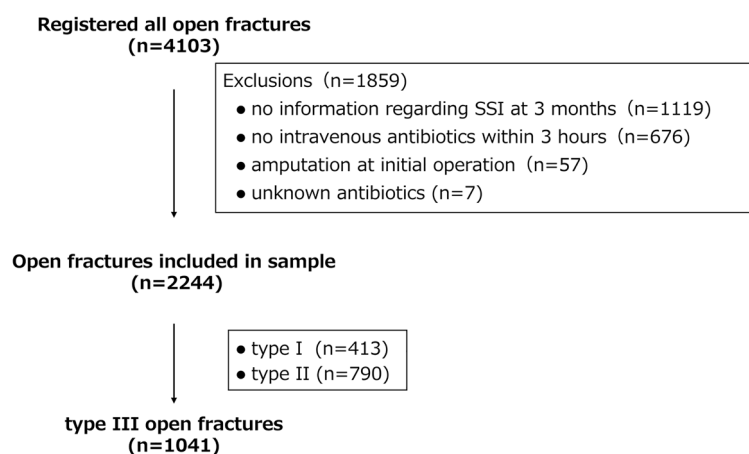 Registered all open fractures
(n=4103)
Exclusions（n=1859）
● no information regarding SSI at 3 months（n=1119）
● no intravenous antibiotics within 3 hours（n=676）
● amputation at initial operation（n=57）
● unknown antibiotics (n=7)
Open fractures included in sample
(n=2244)
● type I（n=413）
● type II (n=790)
type III open fractures
(n=1041)